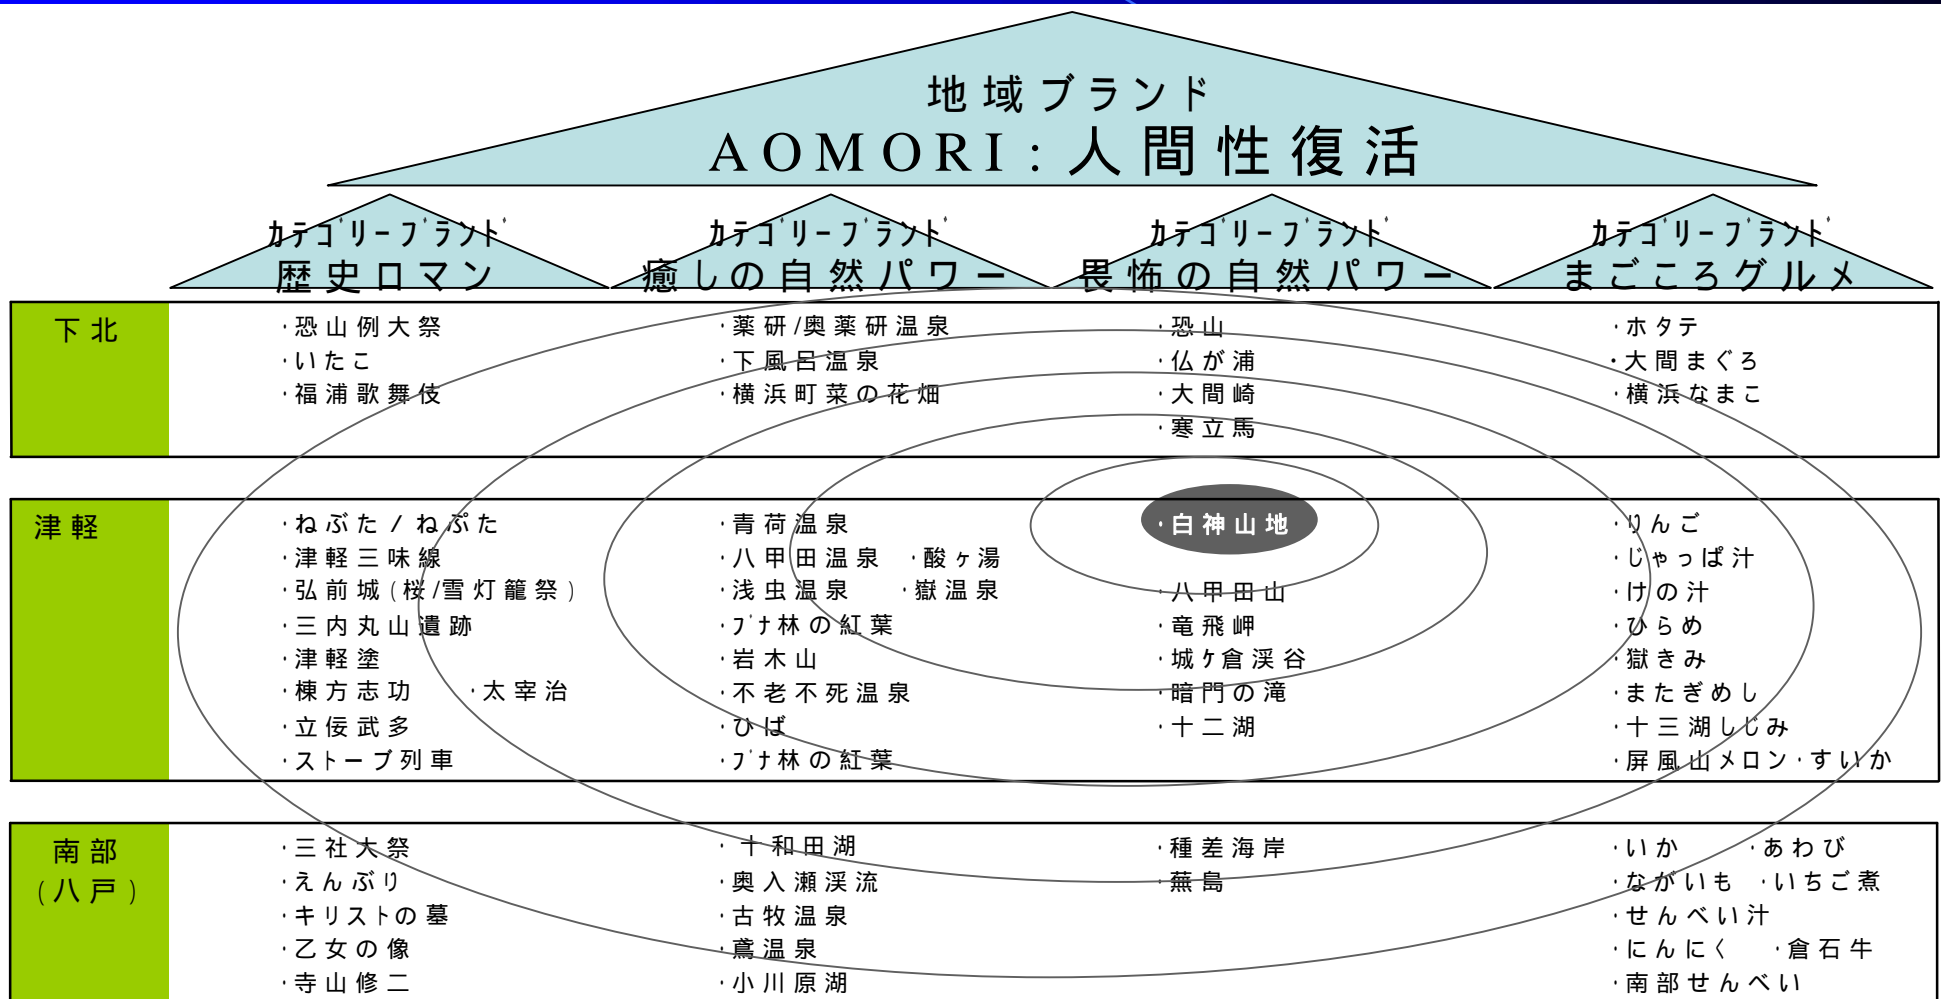 地域ブランド
AOMORI:人間性復活
カテゴリーブランド
歴史ロマン
カテゴリーブランド
癒しの自然パワー
カテゴリーブランド
畏怖の自然パワー
カテゴリーブランド
まごころグルメ
下北
・恐山例大祭
・いたこ
・福浦歌舞伎
・薬研/奥薬研温泉
・下風呂温泉
・横浜町菜の花畑
・恐山
・仏が浦
・大間崎
・寒立馬
・ホタテ
・大間まぐろ
・横浜なまこ
津軽
・ねぶた/ねぷた
・津軽三味線
・弘前城(桜/雪灯籠祭)
・三内丸山遺跡
・津軽塗
・棟方志功 ・太宰治
・立佞武多
・ストーブ列車
・青荷温泉
・八甲田温泉 ・酸ヶ湯
・浅虫温泉 ・嶽温泉
・ブナ林の紅葉
・岩木山
・不老不死温泉
・ひば
・ブナ林の紅葉
・白神山地
・八甲田山
・竜飛岬
・城ケ倉渓谷
・暗門の滝
・十二湖
・りんご
・じゃっぱ汁
・けの汁
・ひらめ
・獄きみ
・またぎめし
・十三湖しじみ
・屏風山メロン・すいか
南部
(八戸)
・三社大祭
・えんぶり
・キリストの墓
・乙女の像
・寺山修二
・十和田湖
・奥入瀬渓流
・古牧温泉
・蔦温泉
・小川原湖
・種差海岸
・蕪島
・いか ・あわび
・ながいも ・いちご煮
・せんべい汁
・にんにく ・倉石牛
・南部せんべい